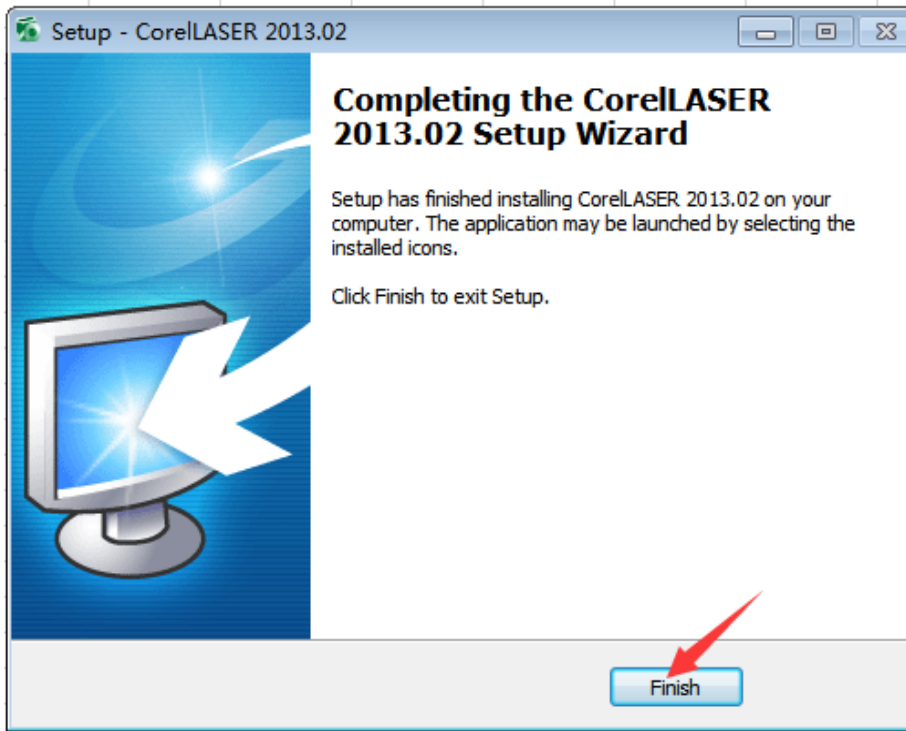 Setup - CorelLASER 2013.02
Completing the CorelLASER
2013.02 Setup Wizard
Setup has finished installing CorelLASER 2013.02 on your
computer. The application may be launched by selecting the
installed icons.
Click Finish to exit Setup.
Finish